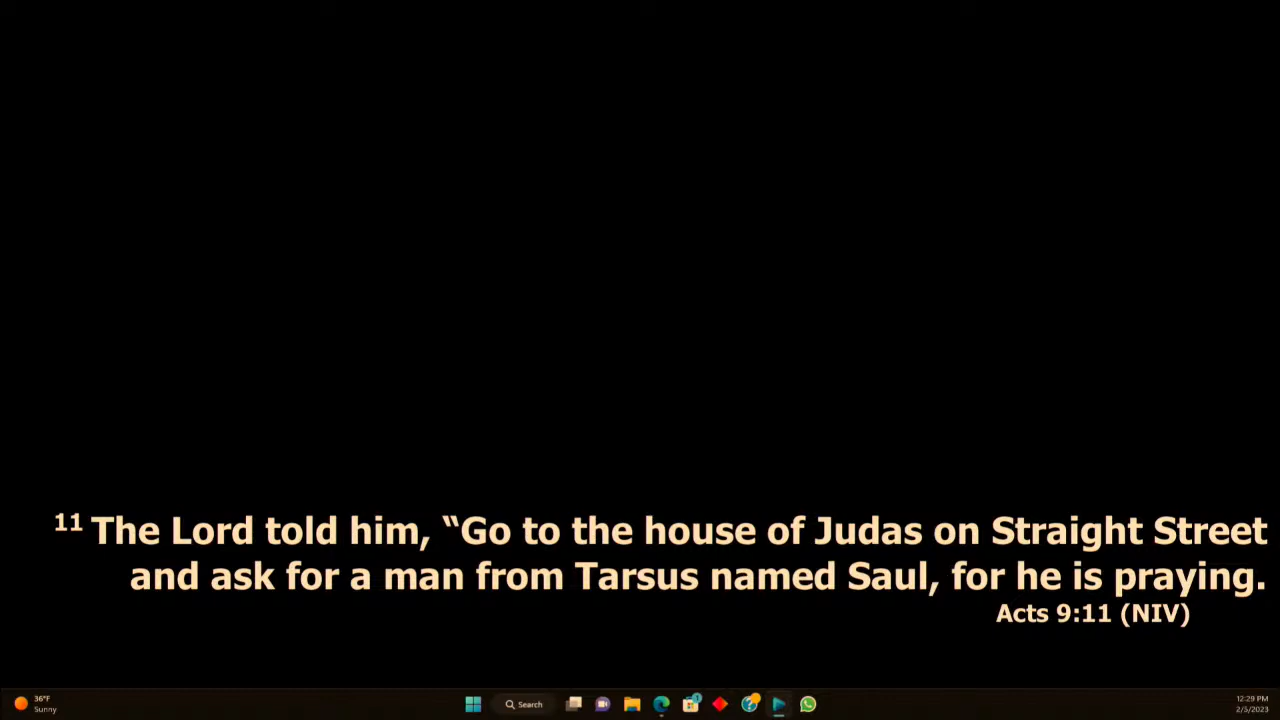 11 The Lord told him, “Go to the house of Judas on Straight Street
and ask for a man from Tarsus named Saul, for he is praying.
Acts 9:11 (NIV)
36°F
Sunny
Search
12:29 PM
2/5/2023